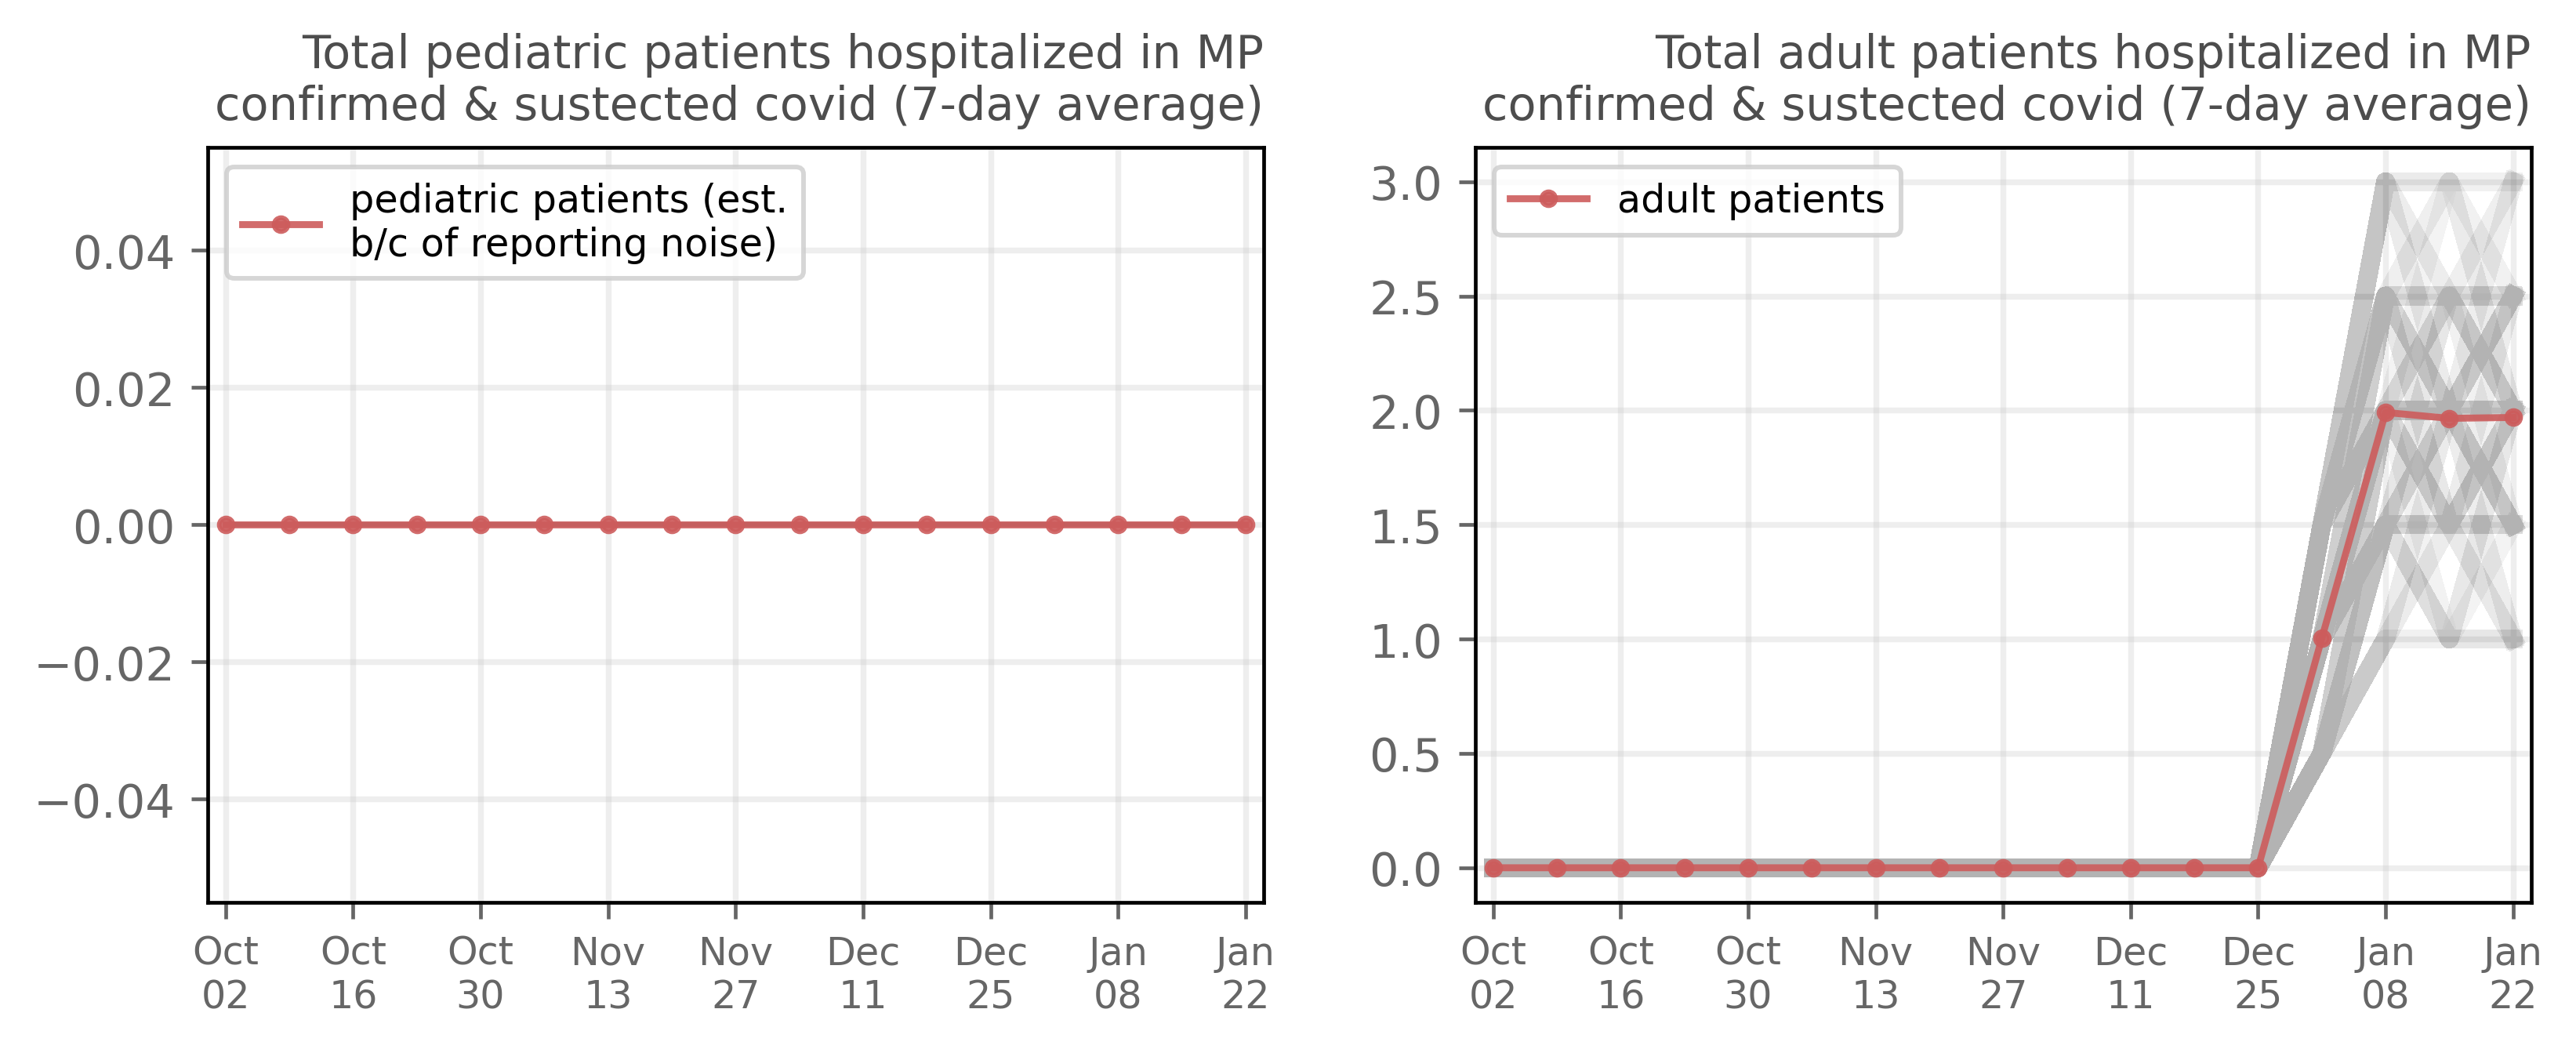 Total pediatric patients hospitalized in MP
confirmed & sustected covid (7-day average)
pediatric patients (est.
b/c of reporting noise)
0.04
0.02
0.00
−0.02
−0.04
Oct Oct Oct Nov Nov Dec Dec Jan Jan
02 16 30 13 27 11 25 08 22
Total adult patients hospitalized in MP
confirmed & sustected covid (7-day average)
adult patients
3.0
2.5
2.0
1.5
1.0
0.5
0.0
Oct Oct Oct Nov Nov Dec Dec Jan Jan
02 16 30 13 27 11 25 08 22